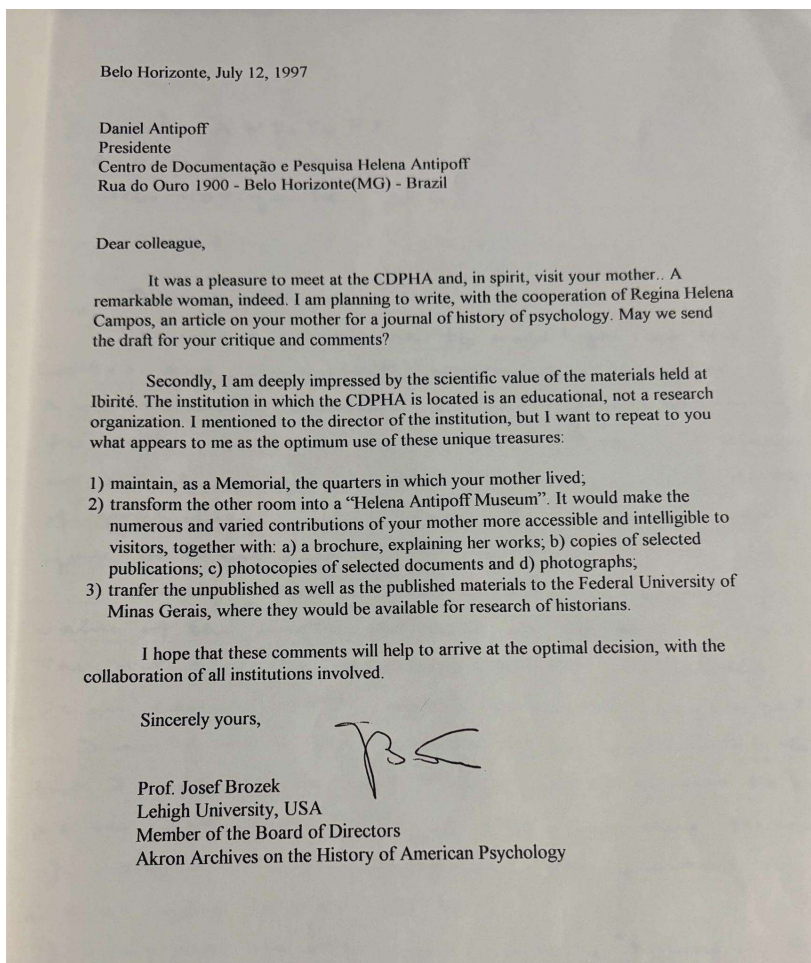 Belo Horizonte, July 12, 1997
Daniel Antipoff
Presidente
Centro de Documentação e Pesquisa Helena Antipoff
Rua do Ouro 1900 - Belo Horizonte(MG) - Brazil
Dear colleague,
It was a pleasure to meet at the CDPHA and, in spirit, visit your mother.. A
remarkable woman, indeed. I am planning to write, with the cooperation of Regina Helena
Campos, an article on your mother for a journal of history of psychology. May we send
the draft for your critique and comments?
Secondly, I am deeply impressed by the scientific value of the materials held at
Ibirité. The institution in which the CDPHA is located is an educational, not a research
organization. I mentioned to the director of the institution, but I want to repeat to you
what appears to me as the optimum use of these unique treasures:
1) maintain, as a Memorial, the quarters in which your mother lived;
2) transform the other room into a “Helena Antipoff Museum”. It would make the
numerous and varied contributions of your mother more accessible and intelligible to
visitors, together with: a) a brochure, explaining her works; b) copies of selected
publications; c) photocopies of selected documents and d) photographs;
3) tranfer the unpublished as well as the published materials to the Federal University of
Minas Gerais, where they would be available for research of historians.
I hope that these comments will help to arrive at the optimal decision, with the
collaboration of all institutions involved.
Sincerely yours,
Prof. Josef Brozek
Lehigh University, USA
Member of the Board of Directors
Akron Archives on the History of American Psychology